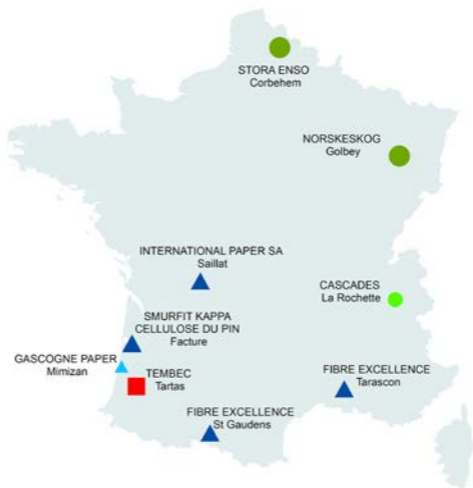 STORA ENSO
Corbehem
NORSKESKOG
Golbey
INTERNATIONAL PAPER SA
Saillat
CASCADES
La Rochette
SMURFIT KAPPA
CELLULOSE DU PIN
Facture
GASCOGNE PAPER
Mimizan
TEMBEC
Tartas
FIBRE EXCELLENCE
Tarascon
FIBRE EXCELLENCE
St Gaudens